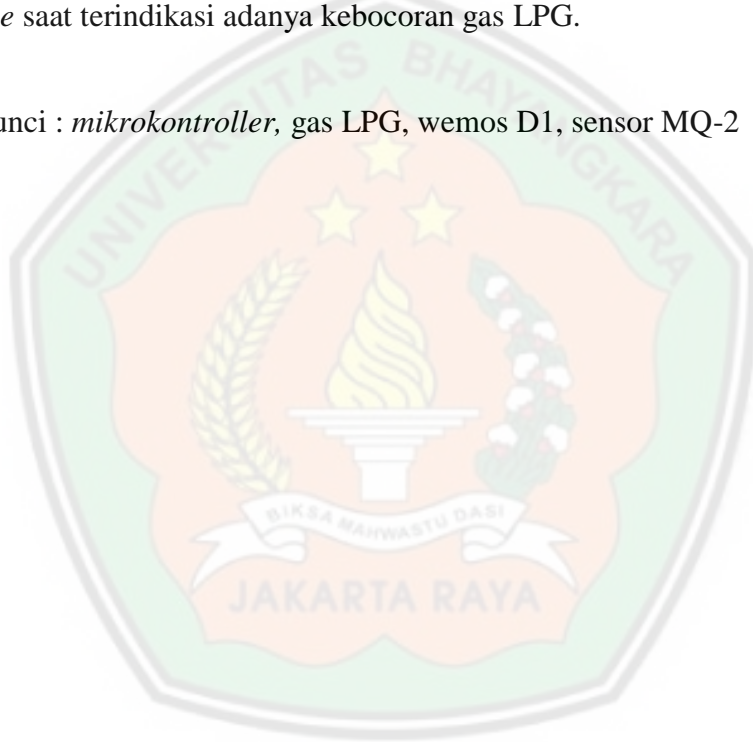 e saat terindikasi adanya kebocoran gas LPG.
unci : mikrokontroller, gas LPG, wemos D1, sensor MQ-2
UNIVERSITAS BHAYANGKARA
BIKSA MAHWASTU DASI
JAKARTA RAYA